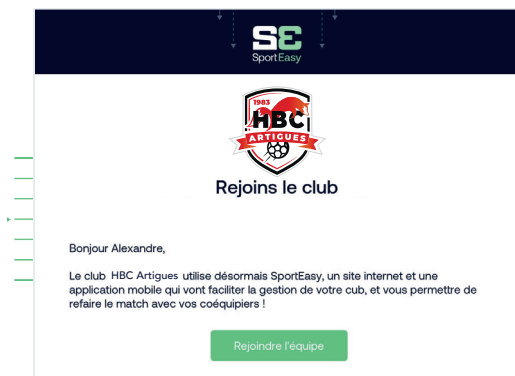 SE
SportEasy
1983
HBC
ARTIGUES
Rejoins le club
Bonjour Alexandre,
Le club HBC Artigues utilise désormais SportEasy, un site internet et une
application mobile qui vont faciliter la gestion de votre cub, et vous permettre de
refaire le match avec vos coéquipiers !
Rejoindre l'équipe